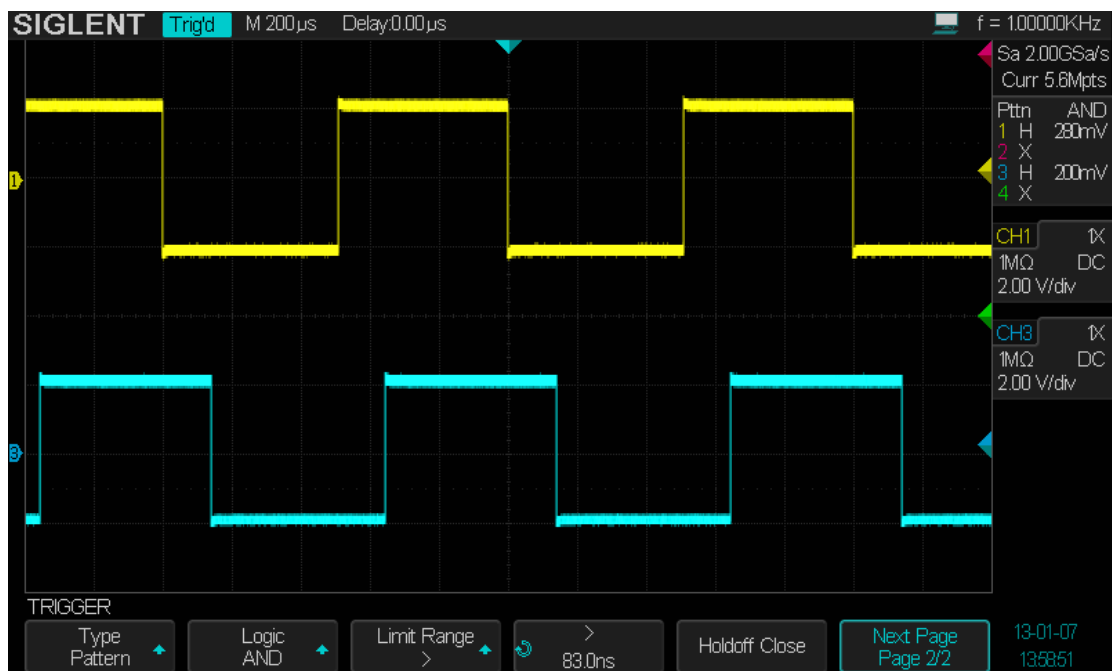 SIGLENT Trig'd M 200µs Delay:0.00µs f = 1.00000KHz
Sa 2.00GSa/s
Curr 5.6Mpts
Pttn AND
1 H 280mV
2 X
3 H 200mV
4 X
CH1 1X
1MΩ DC
2.00 V/div
CH3 1X
1MΩ DC
2.00 V/div
1
3
TRIGGER
Type
Pattern
Logic
AND
Limit Range
>
>
83.0ns
Holdoff Close
Next Page
Page 2/2
13-01-07
13:58:51